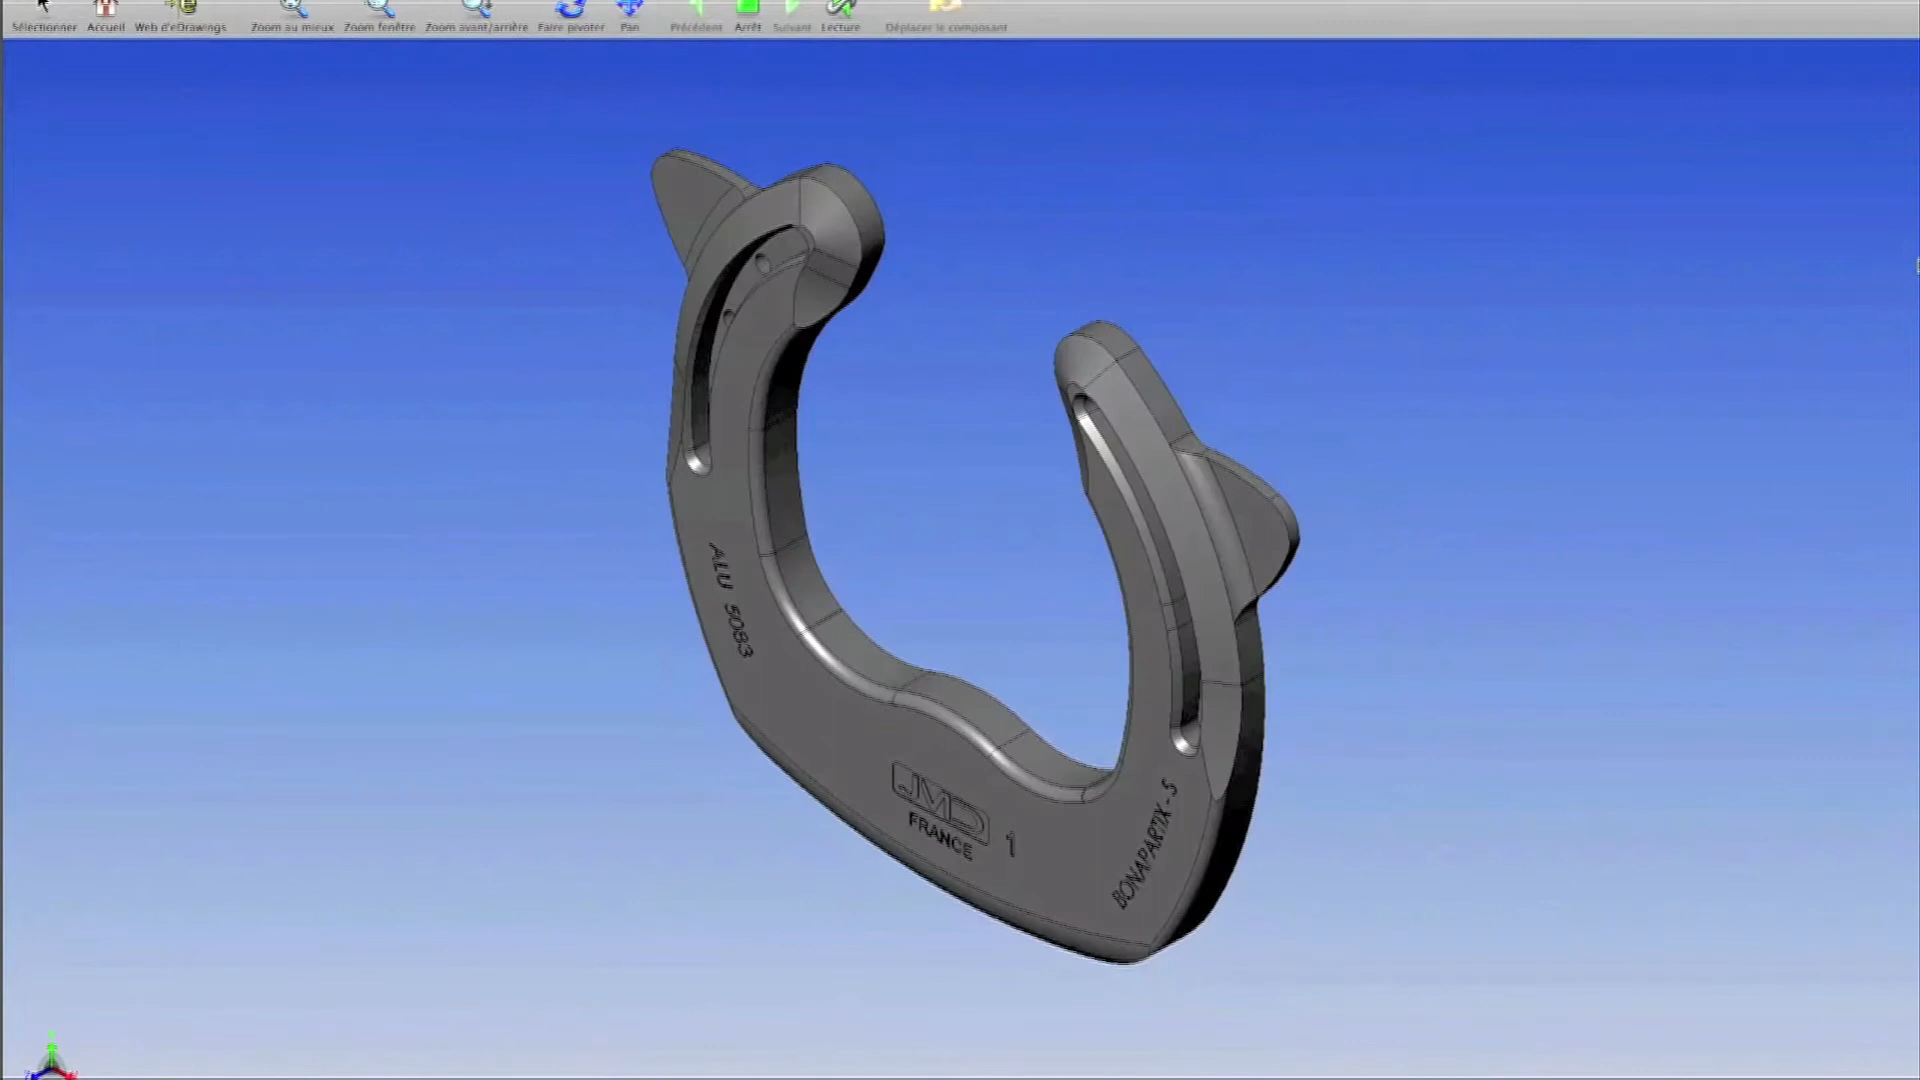 Sélectionner Accueil Web d'eDrawings Zoom au mieux Zoom fenêtre Zoom avant/arrière Faire pivoter Pan Précédent Arrêt Suivant Lecture Déplacer le composant
ALU 5083
JMD
FRANCE
1
BONAPARTIX-S